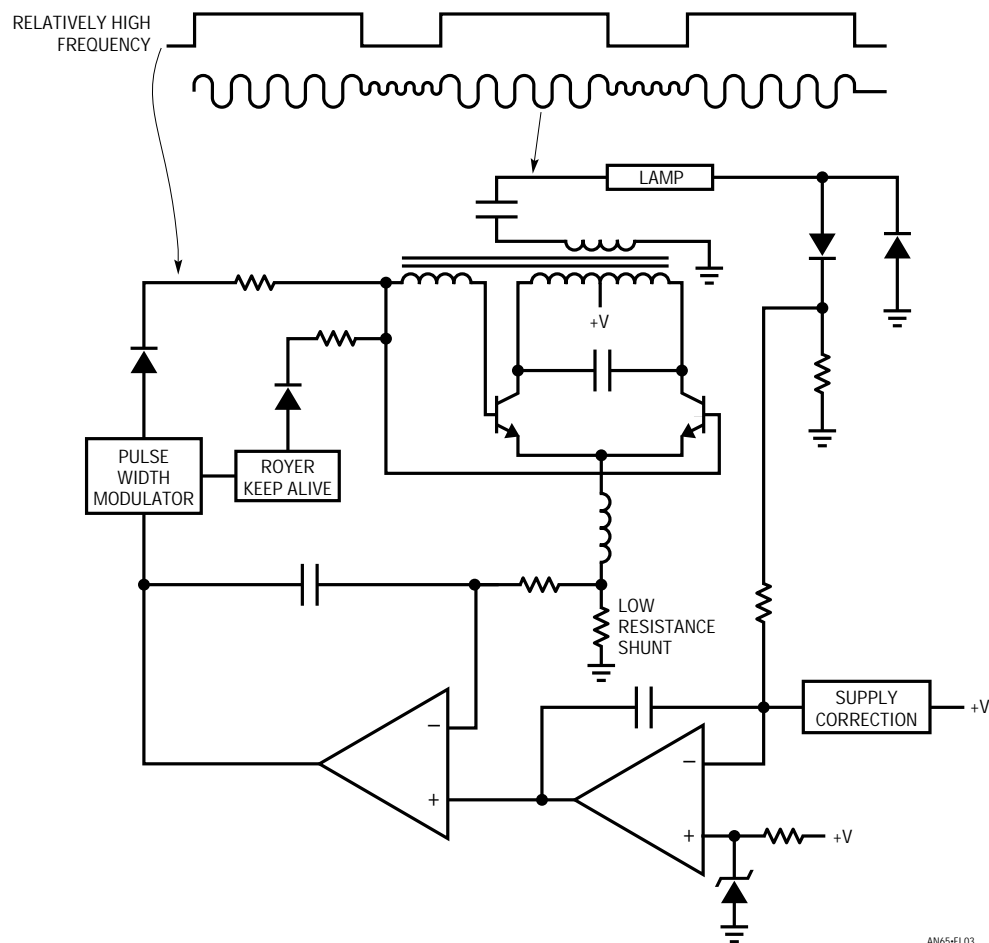 RELATIVELY HIGH
FREQUENCY
LAMP
+V
PULSE
WIDTH
MODULATOR
ROYER
KEEP ALIVE
LOW
RESISTANCE
SHUNT
SUPPLY
CORRECTION
+V
–
+
–
+
+V
AN65•FL03